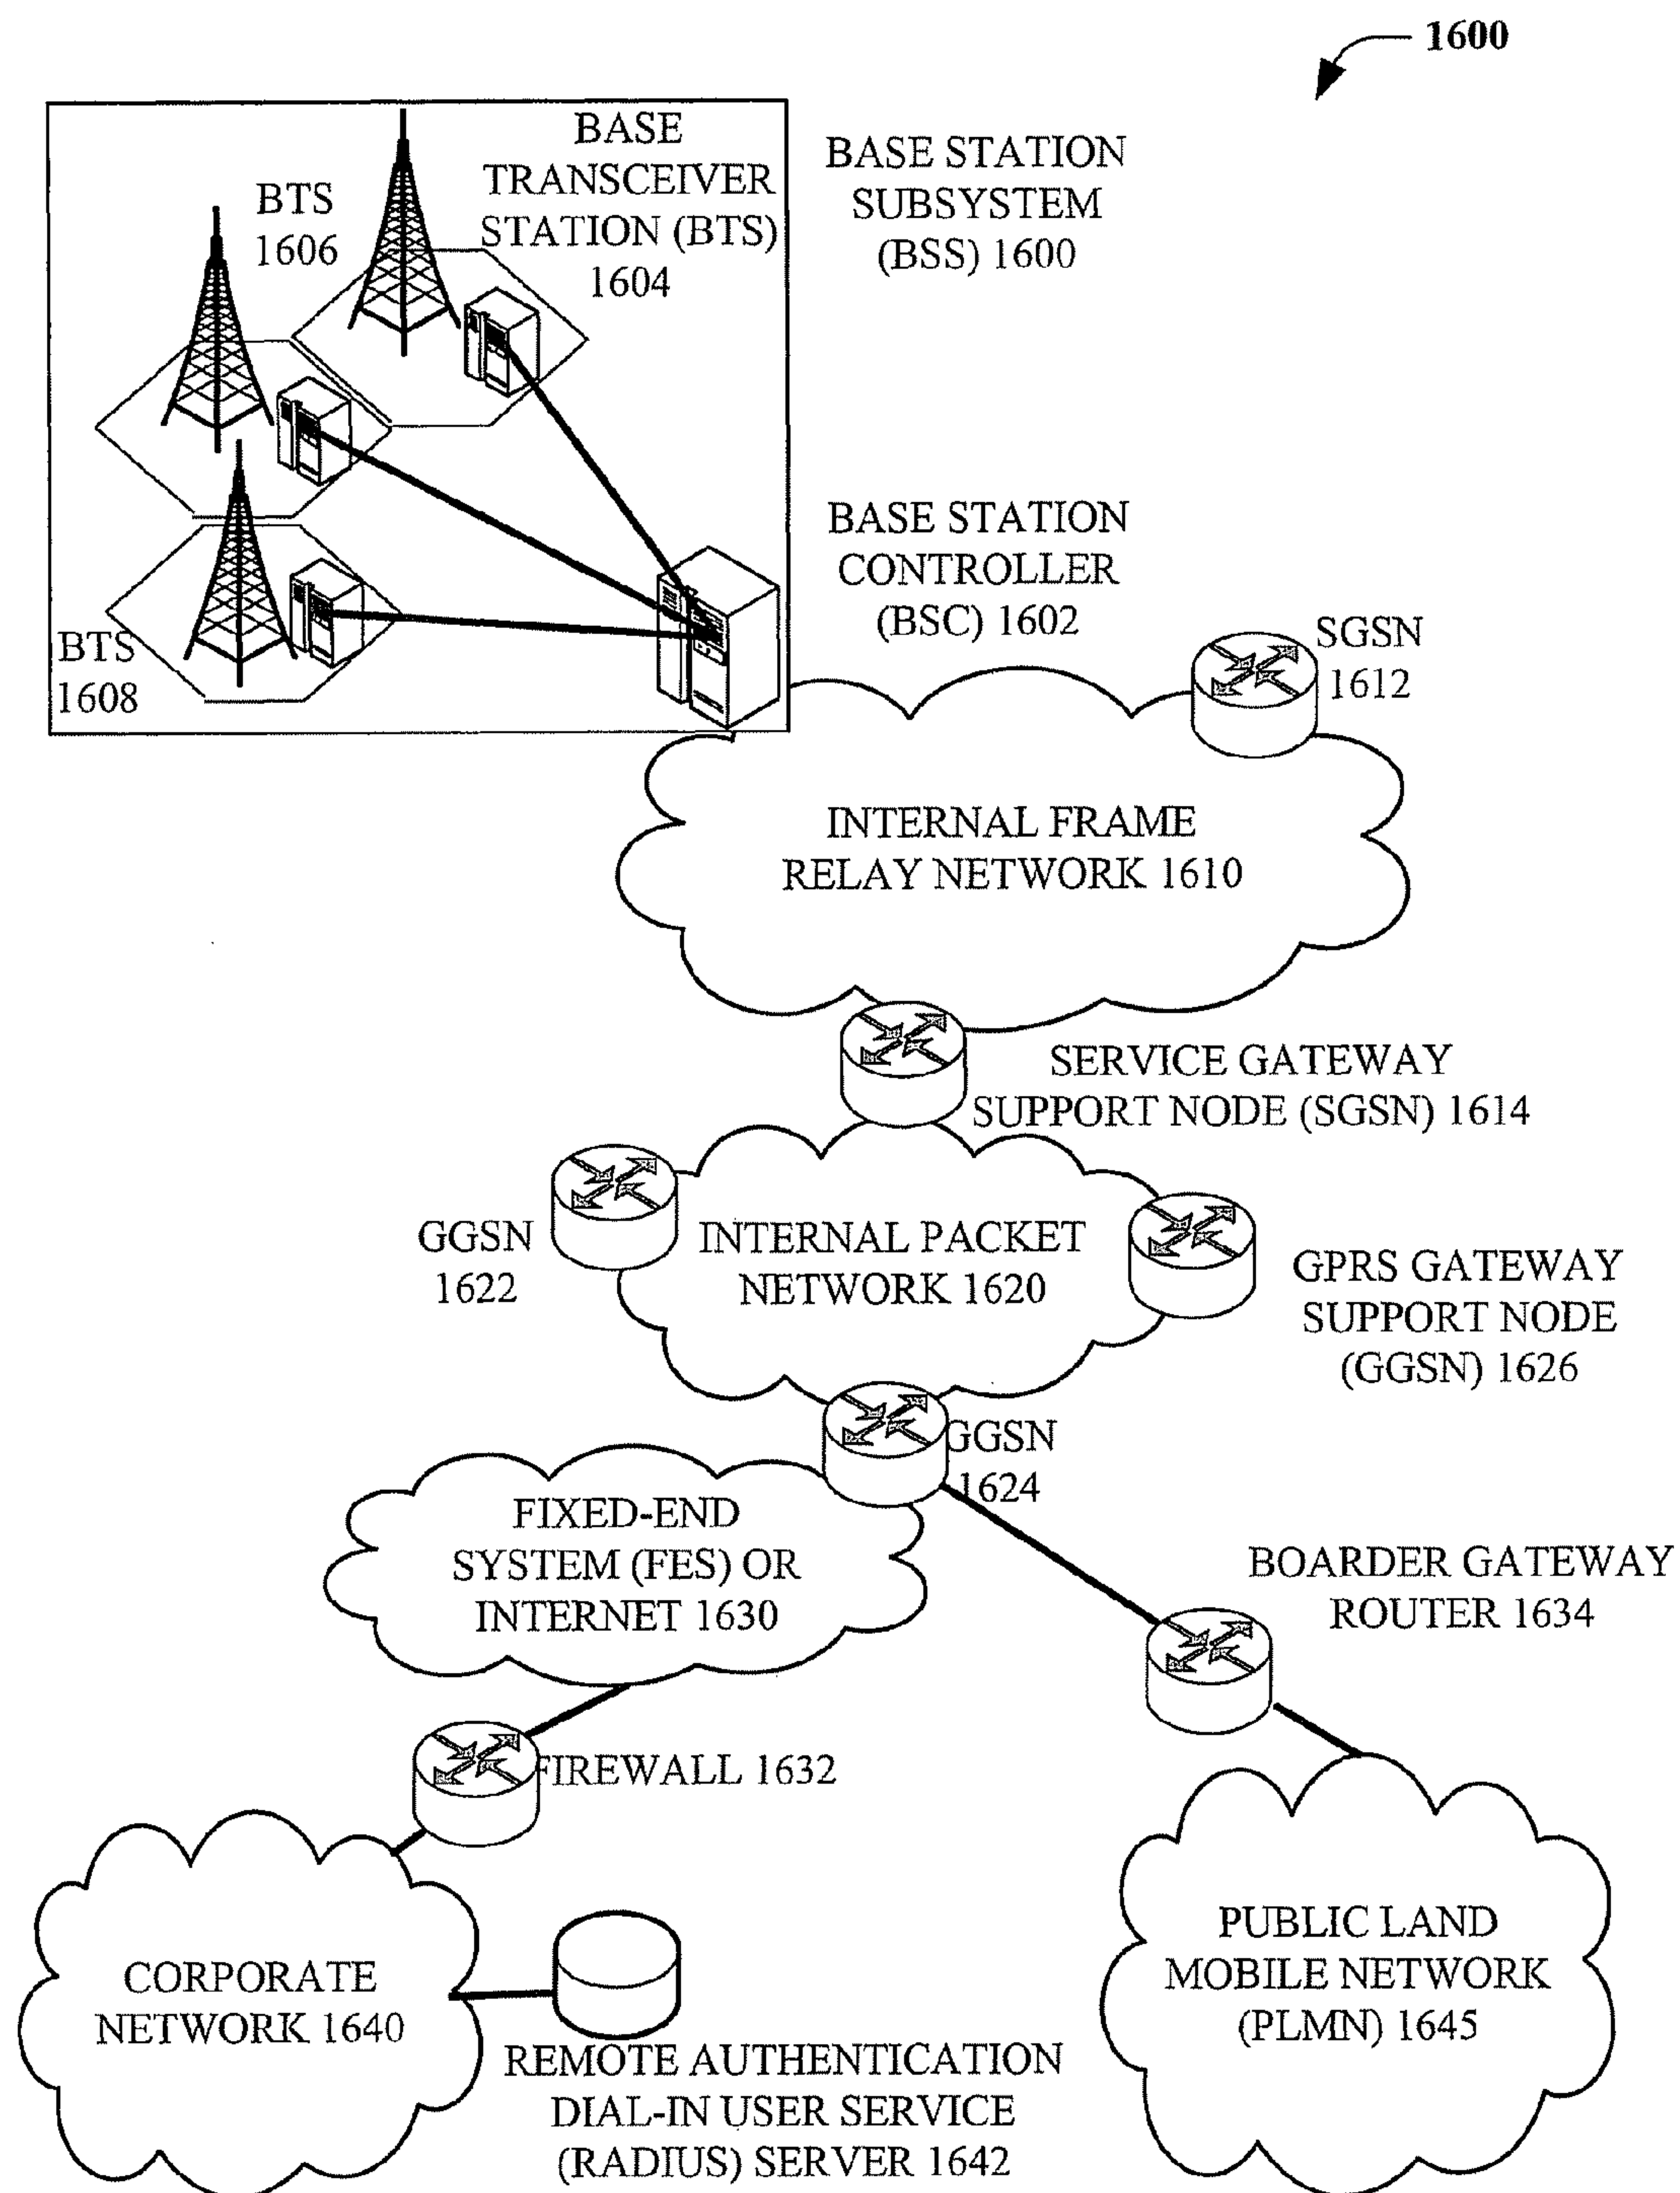 1600
BASE
TRANSCEIVER
STATION (BTS)
1604
BTS
1606
BASE STATION
SUBSYSTEM
(BSS) 1600
BASE STATION
CONTROLLER
(BSC) 1602
BTS
1608
SGSN
1612
INTERNAL FRAME
RELAY NETWORK 1610
SERVICE GATEWAY
SUPPORT NODE (SGSN) 1614
GGSN
1622
INTERNAL PACKET
NETWORK 1620
GPRS GATEWAY
SUPPORT NODE
(GGSN) 1626
GGSN
1624
FIXED-END
SYSTEM (FES) OR
INTERNET 1630
BOARDER GATEWAY
ROUTER 1634
FIREWALL 1632
CORPORATE
NETWORK 1640
PUBLIC LAND
MOBILE NETWORK
(PLMN) 1645
REMOTE AUTHENTICATION
DIAL-IN USER SERVICE
(RADIUS) SERVER 1642